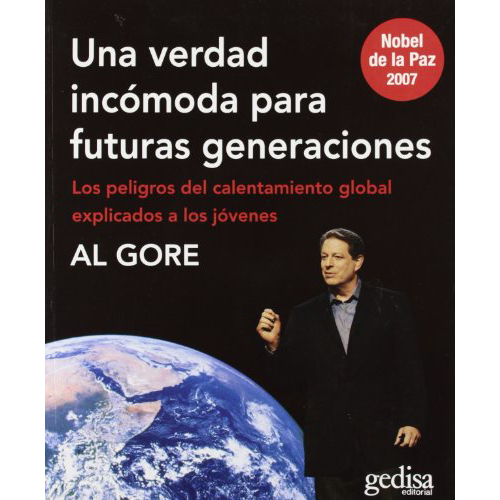 Nobel
de la Paz
2007
Una verdad
incómoda para
futuras generaciones
Los peligros del calentamiento global
explicados a los jóvenes
AL GORE
gedisa
editorial